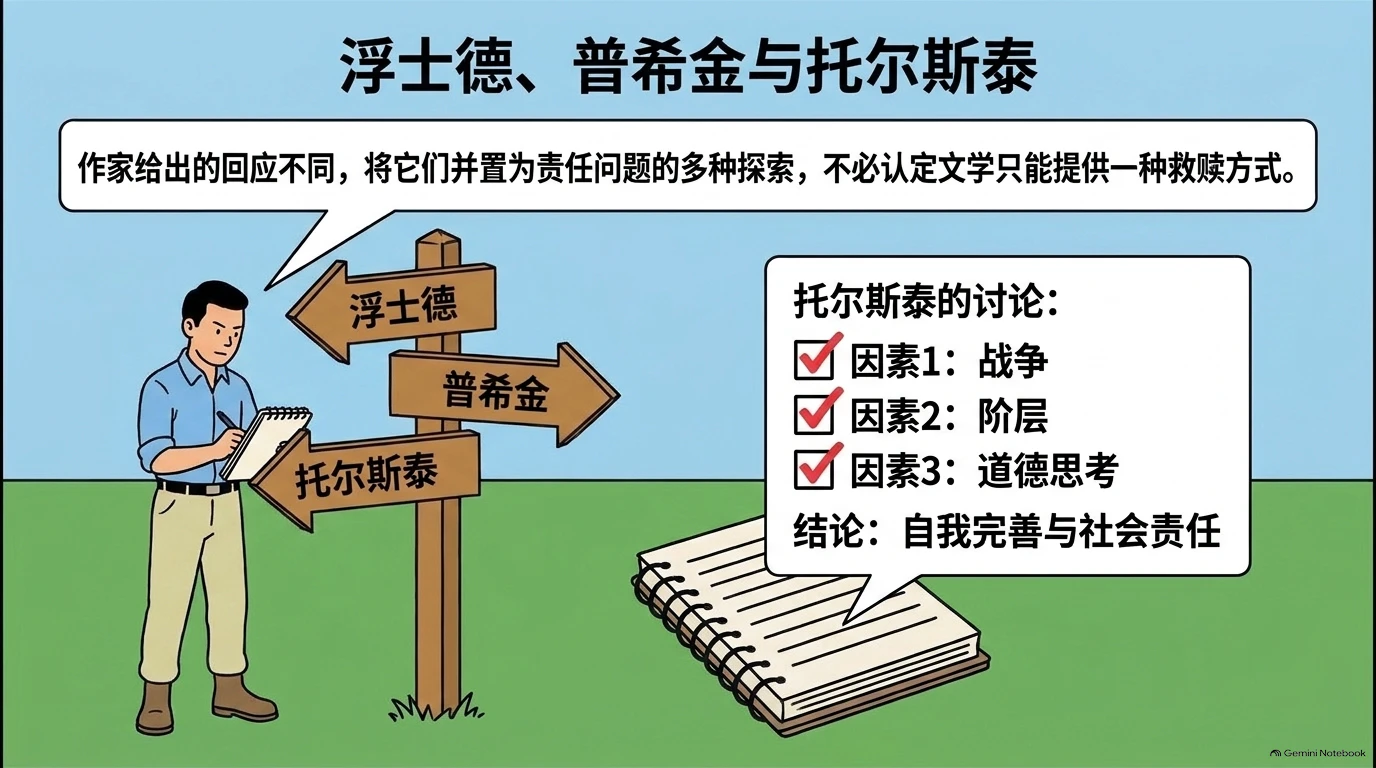 浮士德、普希金与托尔斯泰
作家给出的回应不同，将它们并置为责任问题的多种探索，不必认定文学只能提供一种救赎方式。
浮士德
普希金
托尔斯泰
托尔斯泰的讨论：
因素1：战争
因素2：阶层
因素3：道德思考
结论：自我完善与社会责任
Gemini Notebook